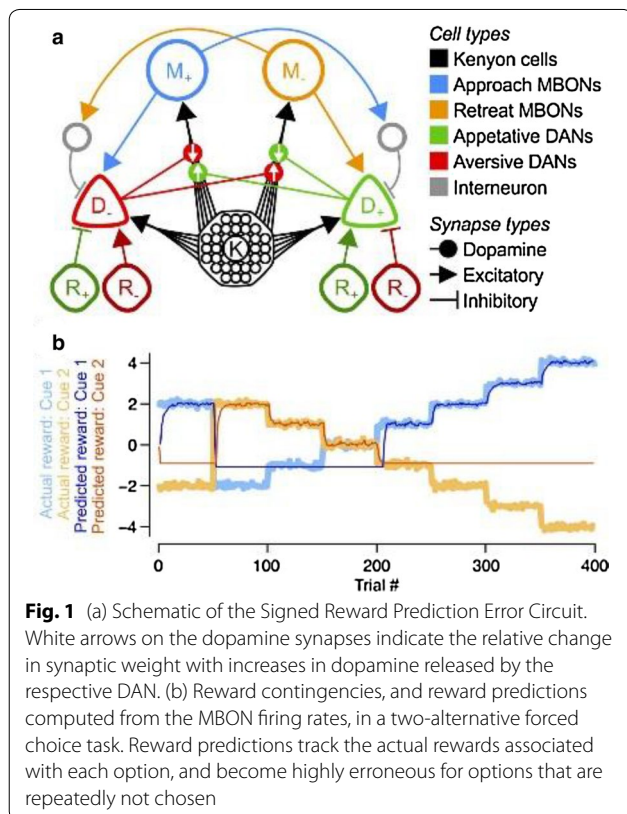 a
M+
M-
D-
D+
K
R+
R-
R+
R-
Cell types
Kenyon cells
Approach MBONs
Retreat MBONs
Appetative DANs
Aversive DANs
Interneuron
Synapse types
Dopamine
Excitatory
Inhibitory
b
Actual reward: Cue 1
Actual reward: Cue 2
Predicted reward: Cue 1
Predicted reward: Cue 2
4
2
0
−2
−4
0
100
200
300
400
Trial #
Fig. 1 (a) Schematic of the Signed Reward Prediction Error Circuit.
White arrows on the dopamine synapses indicate the relative change
in synaptic weight with increases in dopamine released by the
respective DAN. (b) Reward contingencies, and reward predictions
computed from the MBON firing rates, in a two-alternative forced
choice task. Reward predictions track the actual rewards associated
with each option, and become highly erroneous for options that are
repeatedly not chosen